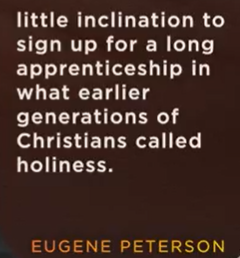 little inclination to
sign up for a long
apprenticeship in
what earlier
generations of
Christians called
holiness.
EUGENE PETERSON